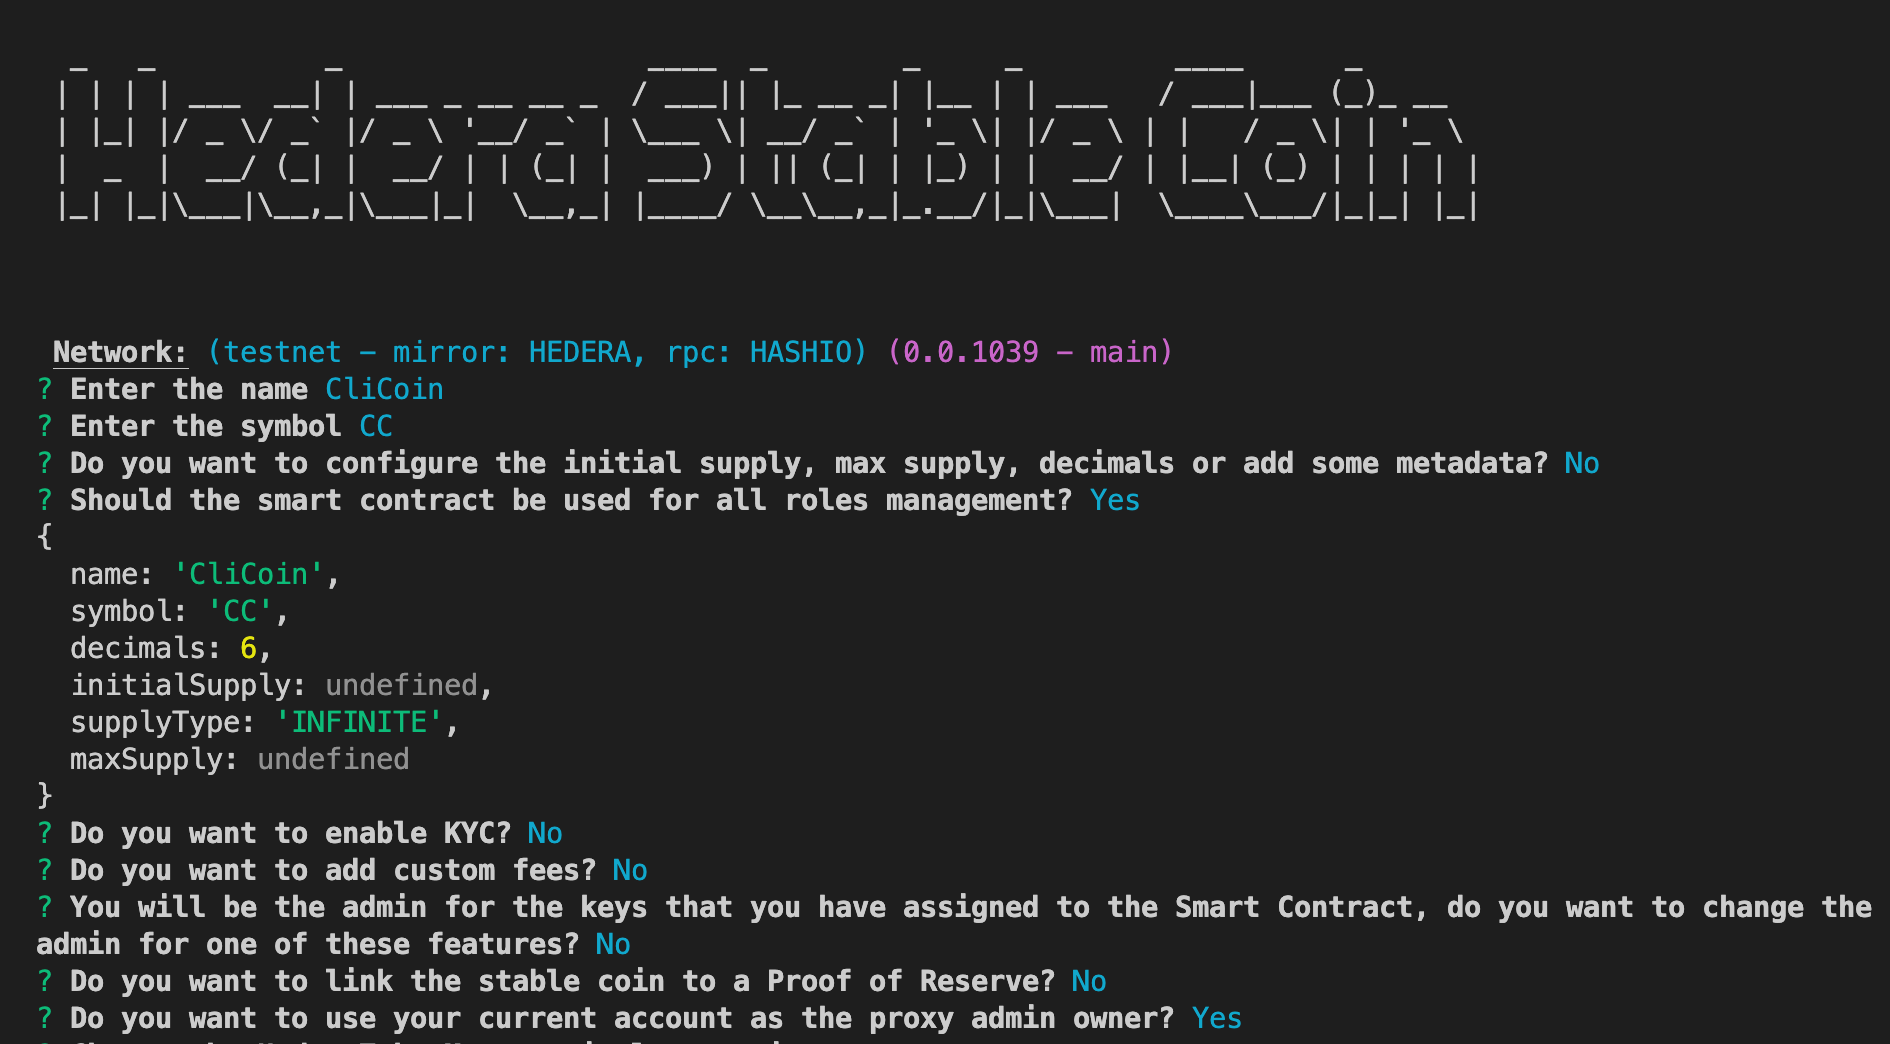 Hedera Stable Coin
Network: (testnet – mirror: HEDERA, rpc: HASHIO) (0.0.1039 – main)
? Enter the name CliCoin
? Enter the symbol CC
? Do you want to configure the initial supply, max supply, decimals or add some metadata? No
? Should the smart contract be used for all roles management? Yes
{
  name: 'CliCoin',
  symbol: 'CC',
  decimals: 6,
  initialSupply: undefined,
  supplyType: 'INFINITE',
  maxSupply: undefined
}
? Do you want to enable KYC? No
? Do you want to add custom fees? No
? You will be the admin for the keys that you have assigned to the Smart Contract, do you want to change the
admin for one of these features? No
? Do you want to link the stable coin to a Proof of Reserve? No
? Do you want to use your current account as the proxy admin owner? Yes